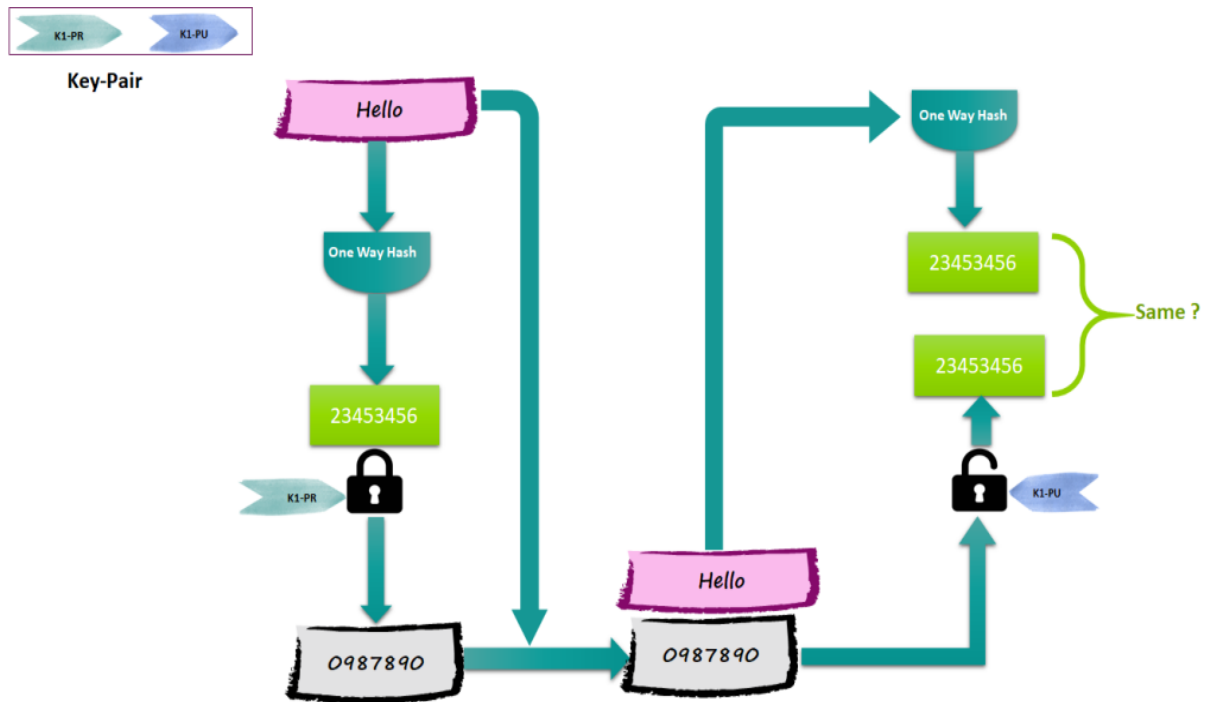 K1-PR
K1-PU
Key-Pair
Hello
One Way Hash
23453456
K1-PR
0987890
Hello
0987890
One Way Hash
23453456
23453456
Same ?
K1-PU